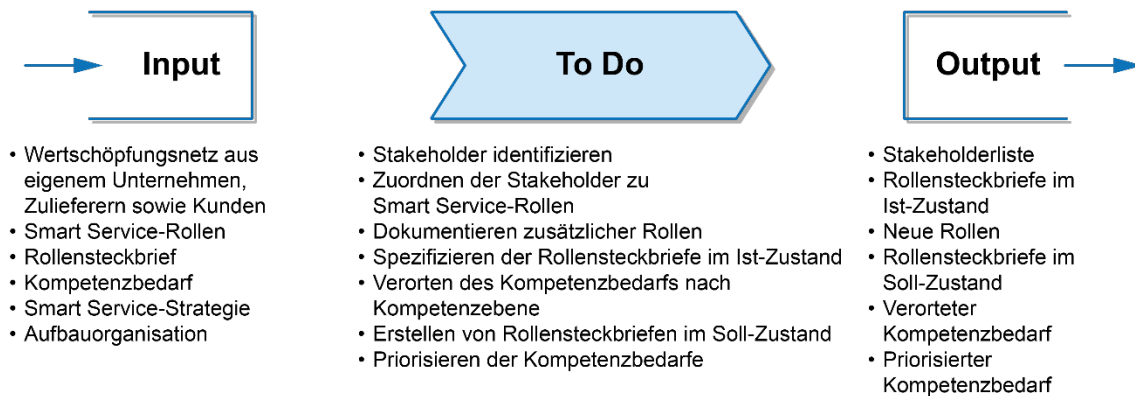 Input
• Wertschöpfungsnetz aus
eigenem Unternehmen,
Zulieferern sowie Kunden
• Smart Service-Rollen
• Rollensteckbrief
• Kompetenzbedarf
• Smart Service-Strategie
• Aufbauorganisation
To Do
• Stakeholder identifizieren
• Zuordnen der Stakeholder zu
Smart Service-Rollen
• Dokumentieren zusätzlicher Rollen
• Spezifizieren der Rollensteckbriefe im Ist-Zustand
• Verorten des Kompetenzbedarfs nach
Kompetenzebene
• Erstellen von Rollensteckbriefen im Soll-Zustand
• Priorisieren der Kompetenzbedarfe
Output
• Stakeholderliste
• Rollensteckbriefe im
Ist-Zustand
• Neue Rollen
• Rollensteckbriefe im
Soll-Zustand
• Verorteter
Kompetenzbedarf
• Priorisierter
Kompetenzbedarf